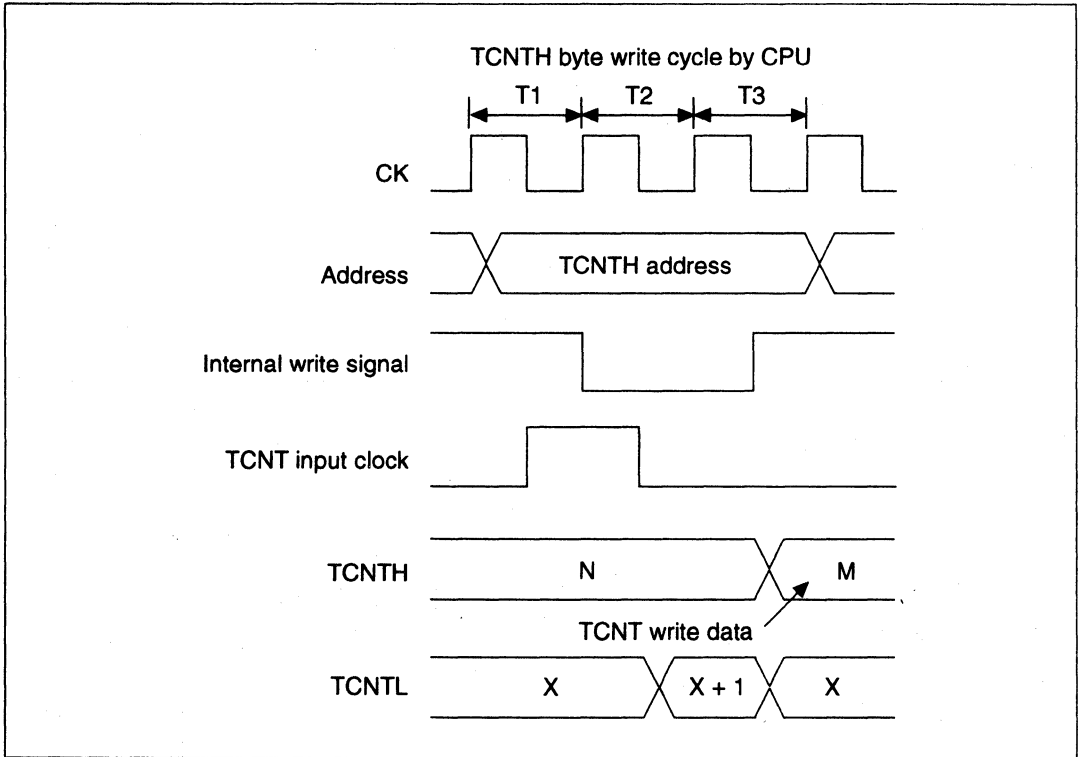 TCNTH byte write cycle by CPU
T1 T2 T3
CK
Address TCNTH address
Internal write signal
TCNT input clock
TCNTH N M
TCNT write data
TCNTL X X + 1 X